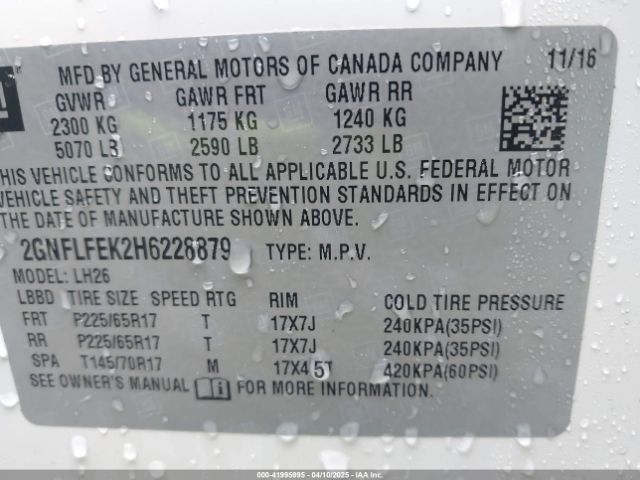 GM
MFD BY GENERAL MOTORS OF CANADA COMPANY 11/16
GVWR GAWR FRT GAWR RR
2300 KG 1175 KG 1240 KG
5070 LB 2590 LB 2733 LB
THIS VEHICLE CONFORMS TO ALL APPLICABLE U.S. FEDERAL MOTOR
VEHICLE SAFETY AND THEFT PREVENTION STANDARDS IN EFFECT ON
THE DATE OF MANUFACTURE SHOWN ABOVE.
2GNFLFEK2H6228879 TYPE: M.P.V.
MODEL: LH26
LBBD TIRE SIZE SPEED RTG RIM COLD TIRE PRESSURE
FRT P225/65R17 T 17X7J 240KPA(35PSI)
RR P225/65R17 T 17X7J 240KPA(35PSI)
SPA T145/70R17 M 17X4.5T 420KPA(60PSI)
SEE OWNER'S MANUAL FOR MORE INFORMATION.
000-41995995 - 04/10/2025 - IAAI